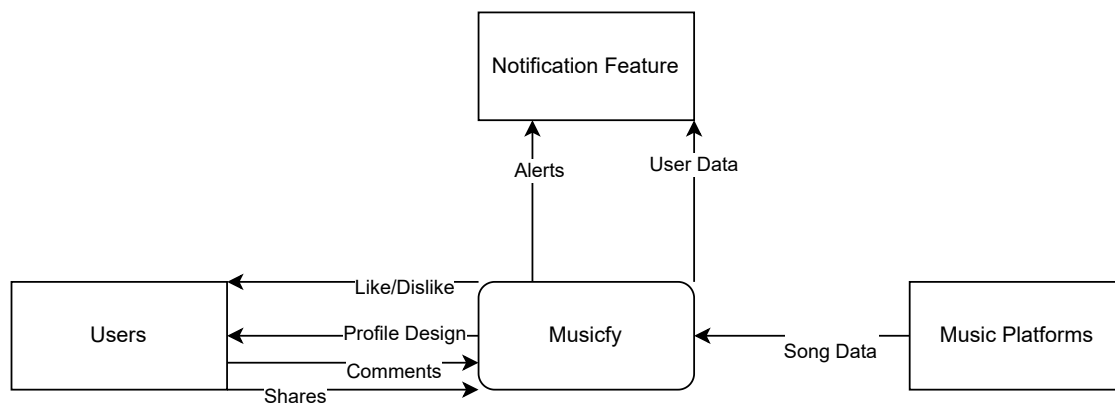 Notification Feature
Alerts
User Data
Like/Dislike
Users
Profile Design
Musicfy
Music Platforms
Song Data
Comments
Shares